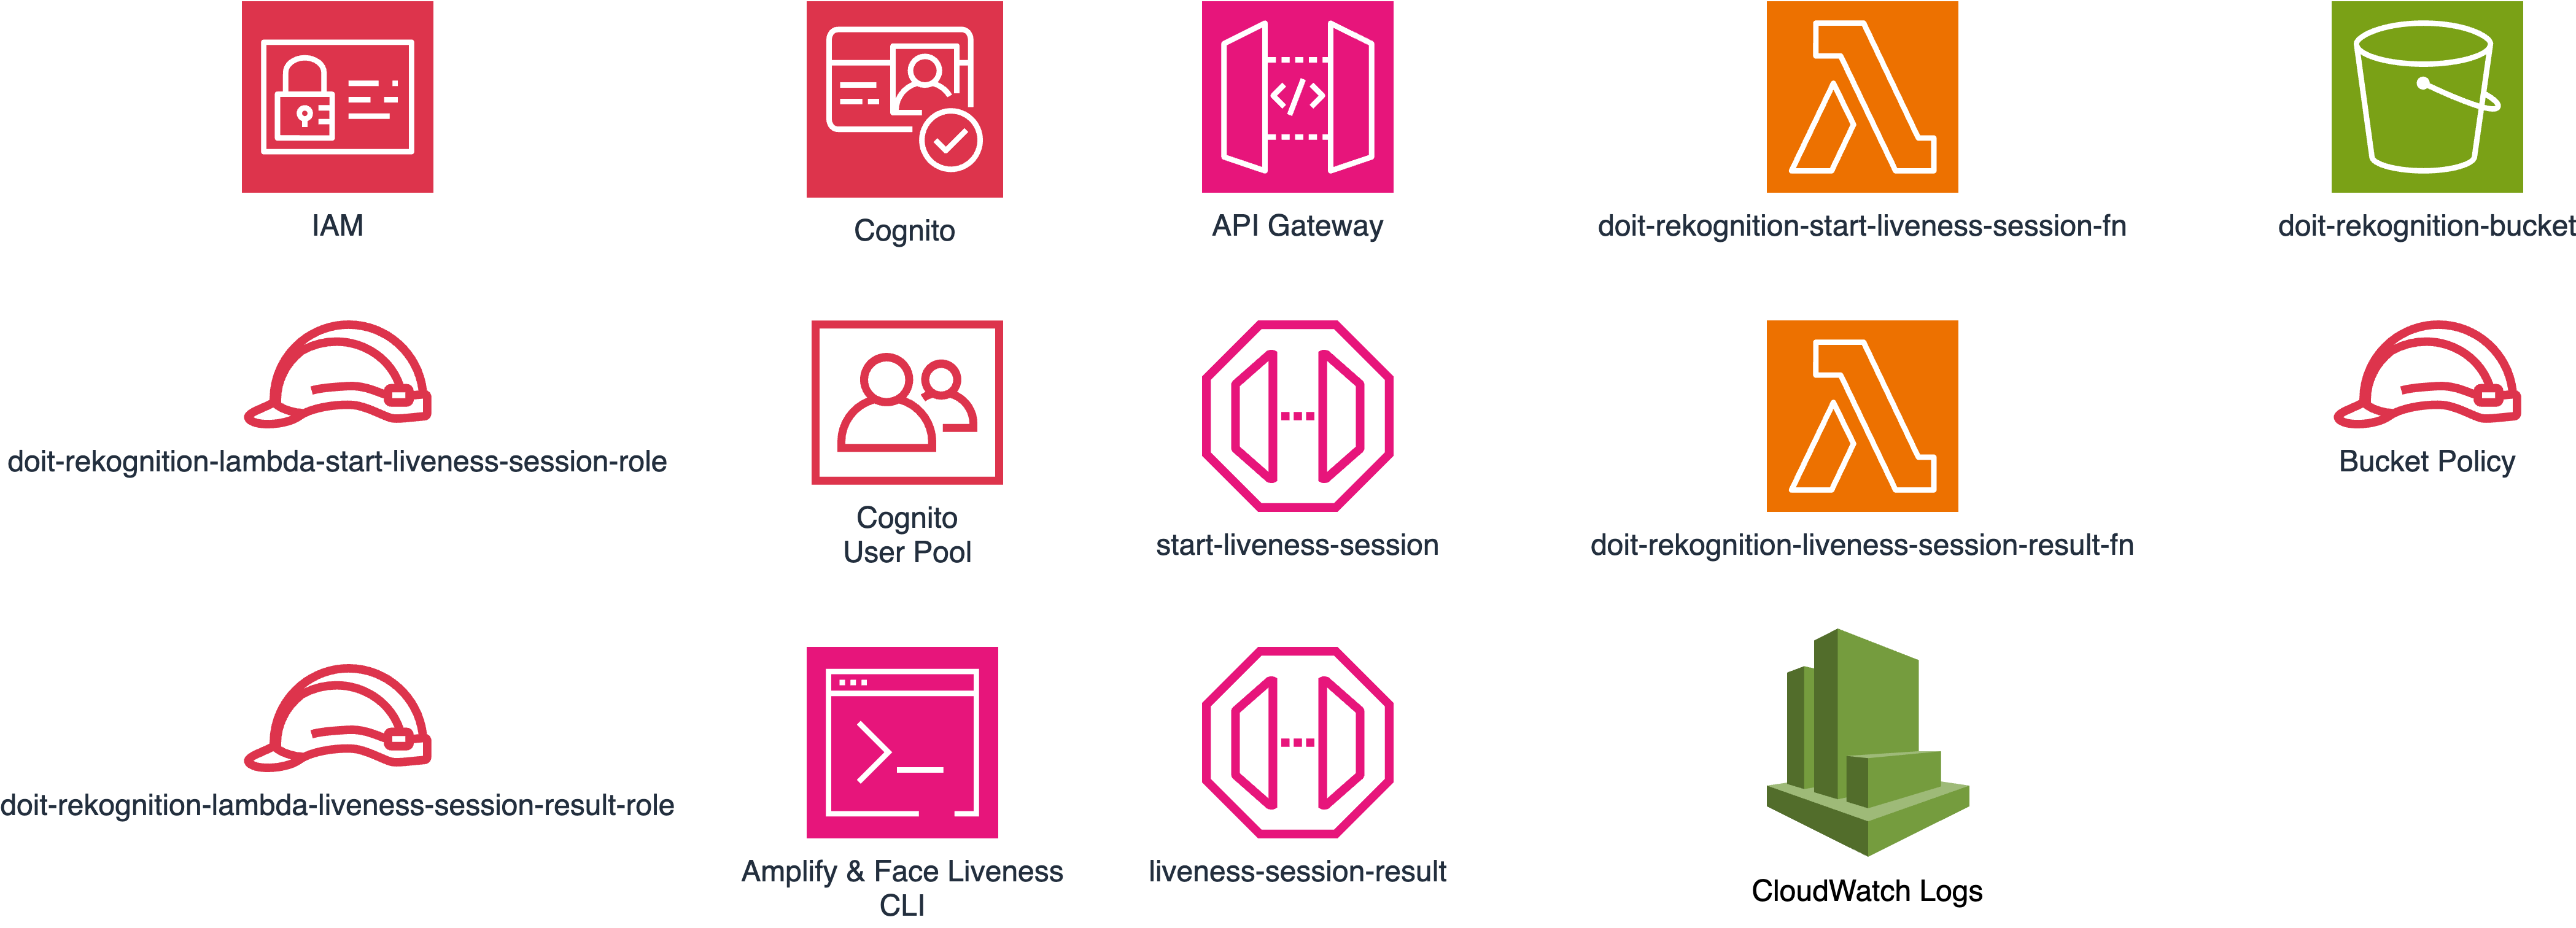 IAM
Cognito
API Gateway
doit-rekognition-start-liveness-session-fn
doit-rekognition-bucket
doit-rekognition-lambda-start-liveness-session-role
Cognito
User Pool
start-liveness-session
doit-rekognition-liveness-session-result-fn
Bucket Policy
doit-rekognition-lambda-liveness-session-result-role
Amplify & Face Liveness
CLI
liveness-session-result
CloudWatch Logs